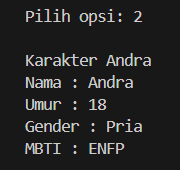 Pilih opsi: 2
Karakter Andra
Nama : Andra
Umur : 18
Gender : Pria
MBTI : ENFP